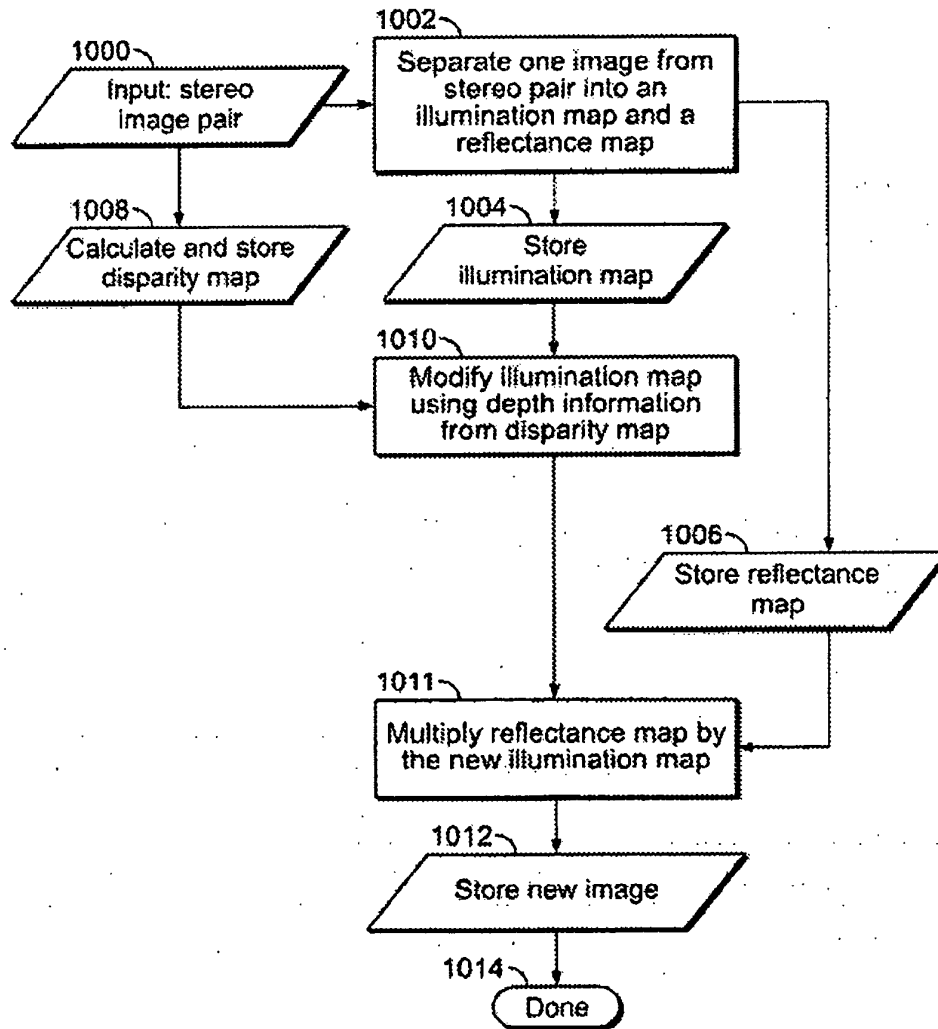 1000
Input: stereo
image pair
1002
Separate one image from
stereo pair into an
illumination map and a
reflectance map
1008
Calculate and store
disparity map
1004
Store
illumination map
1010
Modify illumination map
using depth information
from disparity map
1006
Store reflectance
map
1011
Multiply reflectance map by
the new illumination map
1012
Store new image
1014
Done